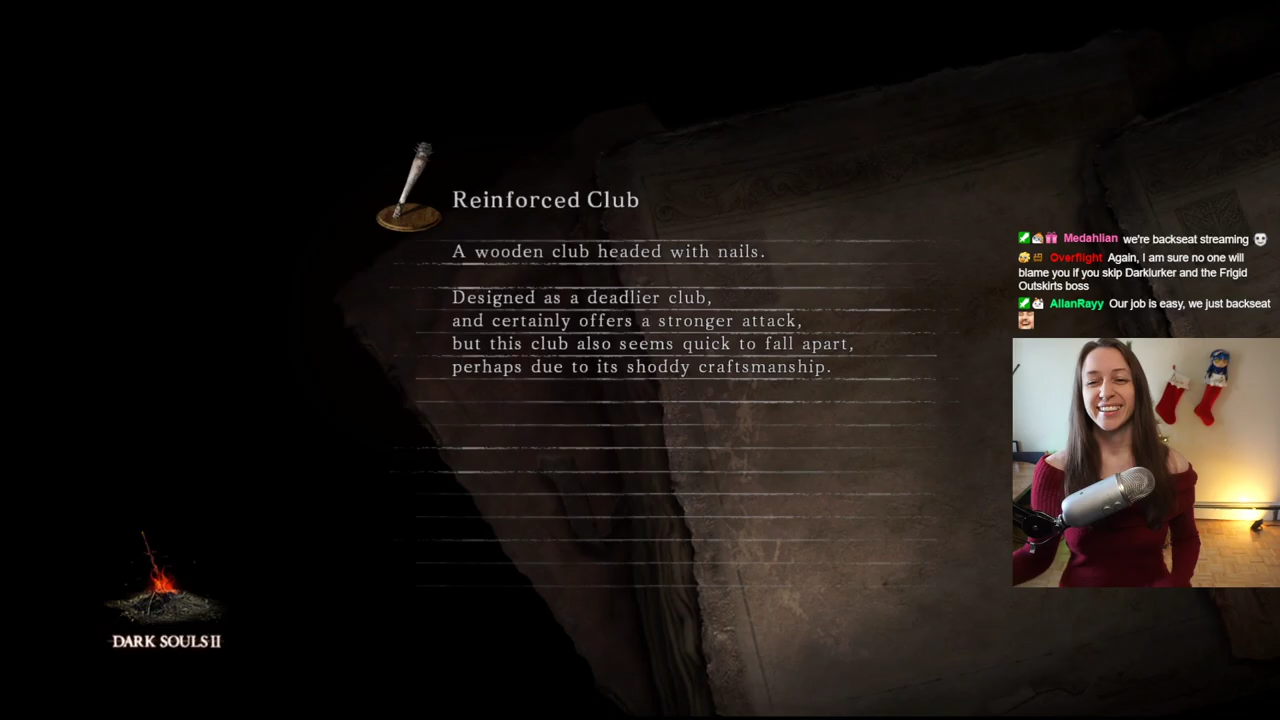 Reinforced Club
A wooden club headed with nails.
Designed as a deadlier club,
and certainly offers a stronger attack,
but this club also seems quick to fall apart,
perhaps due to its shoddy craftsmanship.
Medahlian we're backseat streaming
Overflight Again, I am sure no one will
blame you if you skip Darklurker and the Frigid
Outskirts boss
AllanRayy Our job is easy, we just backseat
DARK SOULS II